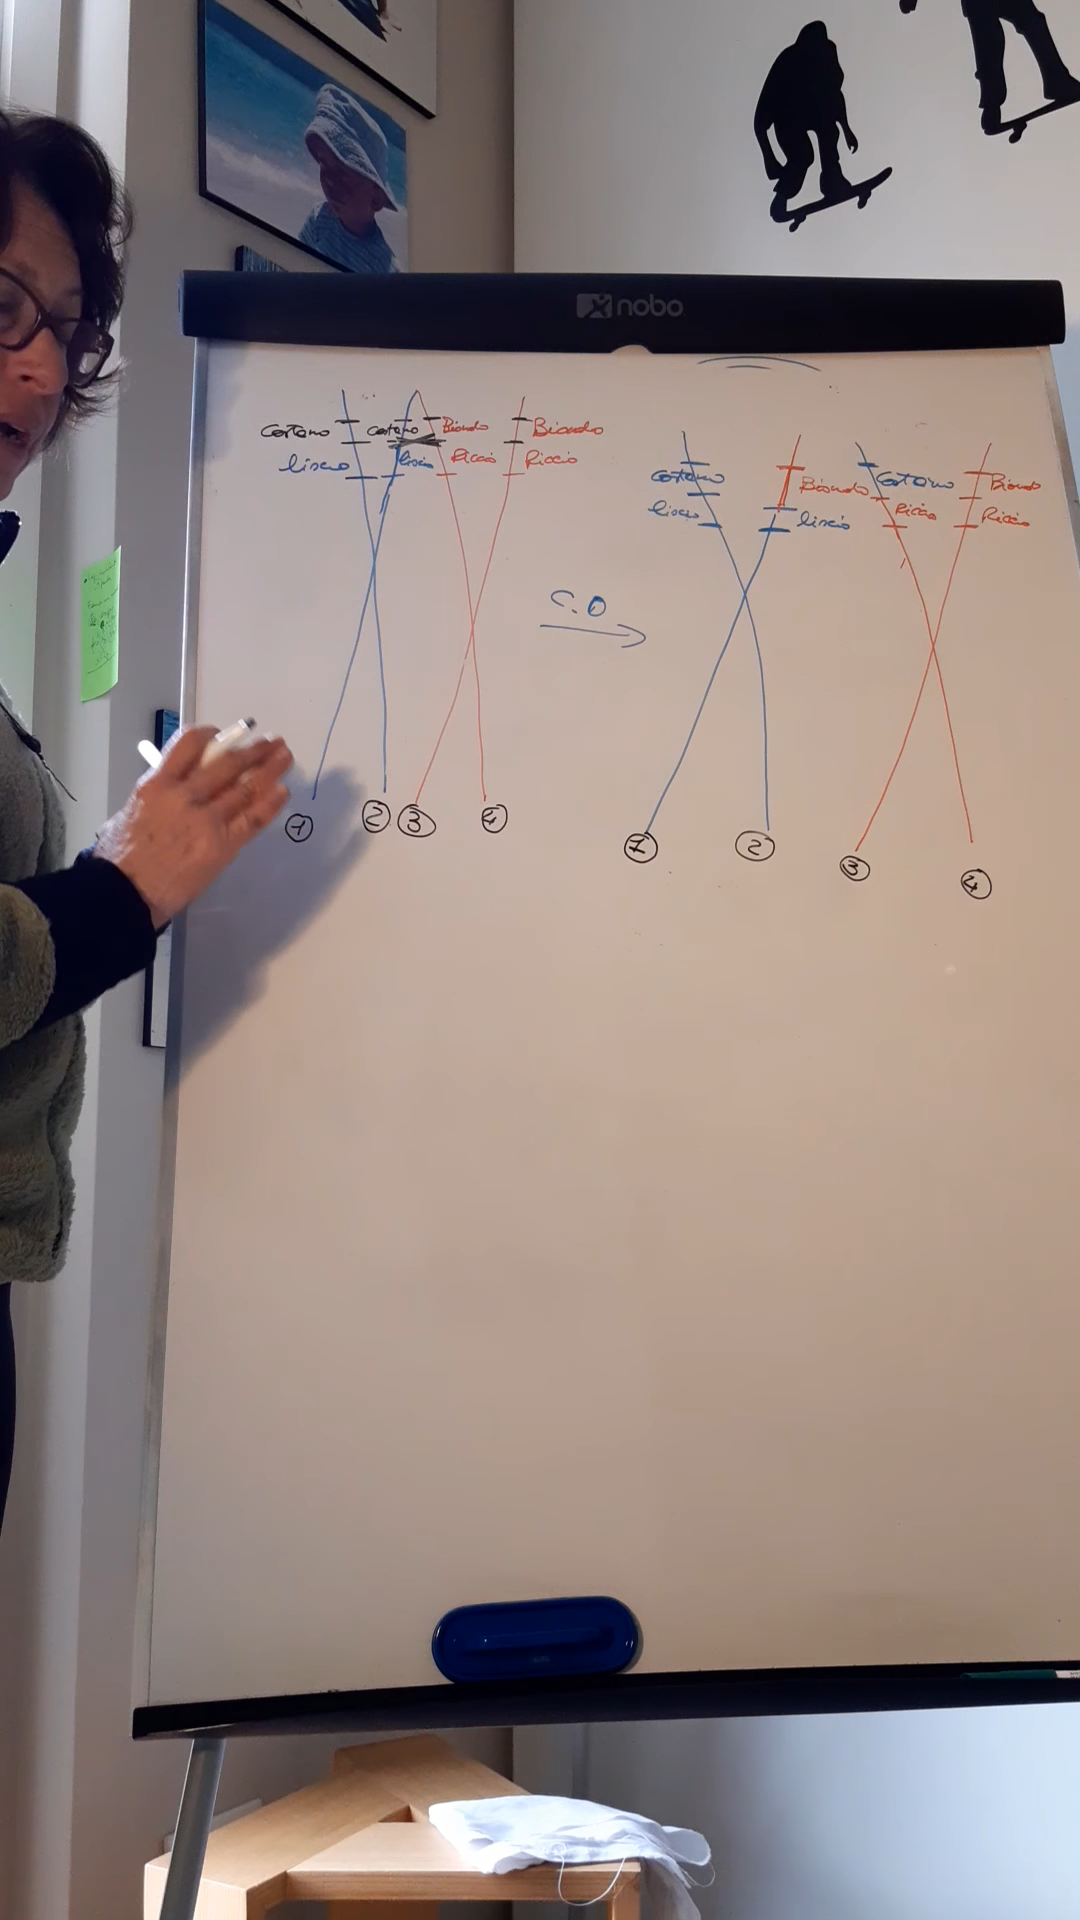 nobo
Castano Castano Biondo Biondo
liscio liscio Riccio Riccio
Castano Biondo Castano Biondo
liscio liscio Riccio Riccio
C.O
1 2 3 4
1 2 3 4